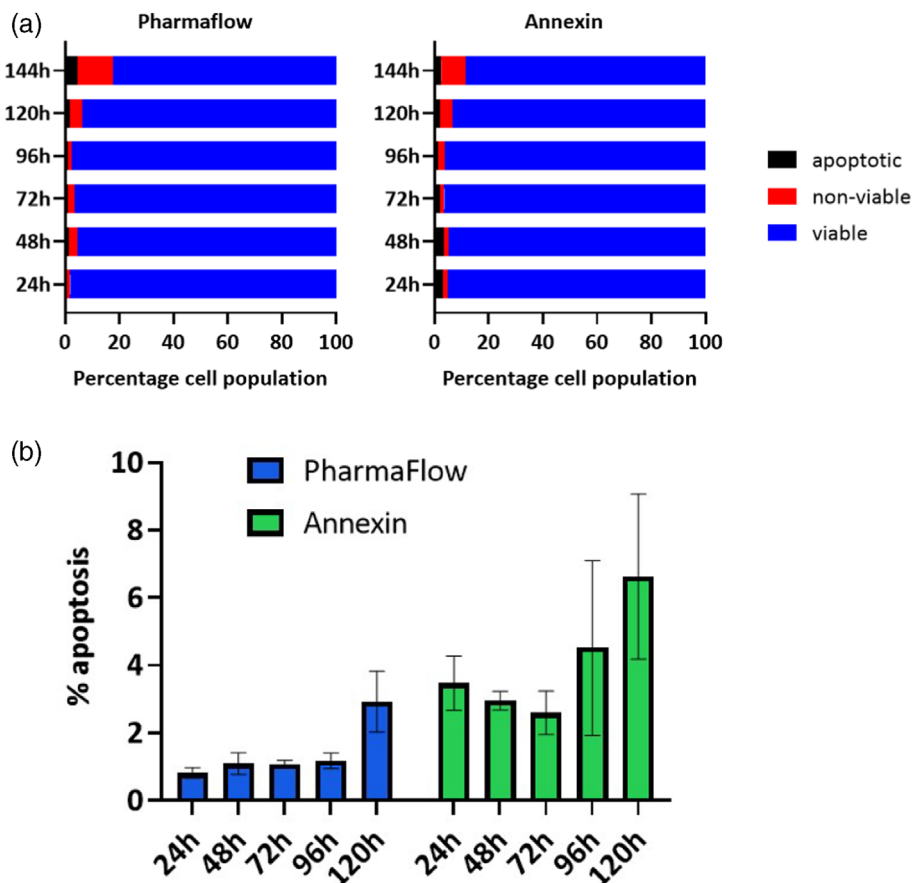 (a)
Pharmaflow
Annexin
144h
120h
96h
72h
48h
24h
0 20 40 60 80 100
Percentage cell population
144h
120h
96h
72h
48h
24h
0 20 40 60 80 100
Percentage cell population
apoptotic
non-viable
viable
(b)
PharmaFlow
Annexin
% apoptosis
10
8
6
4
2
0
24h 48h 72h 96h 120h 24h 48h 72h 96h 120h